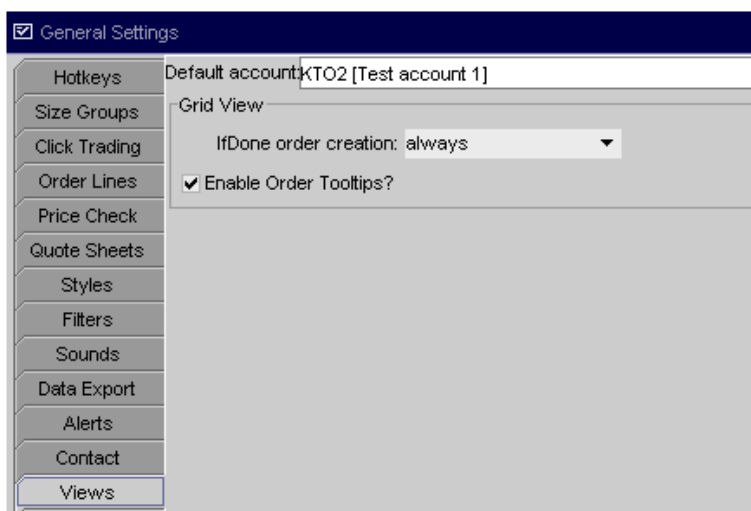 General Settings
Hotkeys
Size Groups
Click Trading
Order Lines
Price Check
Quote Sheets
Styles
Filters
Sounds
Data Export
Alerts
Contact
Views
Default account: KTO2 [Test account 1]
Grid View
IfDone order creation: always
Enable Order Tooltips?